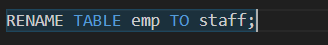 RENAME TABLE emp TO staff;